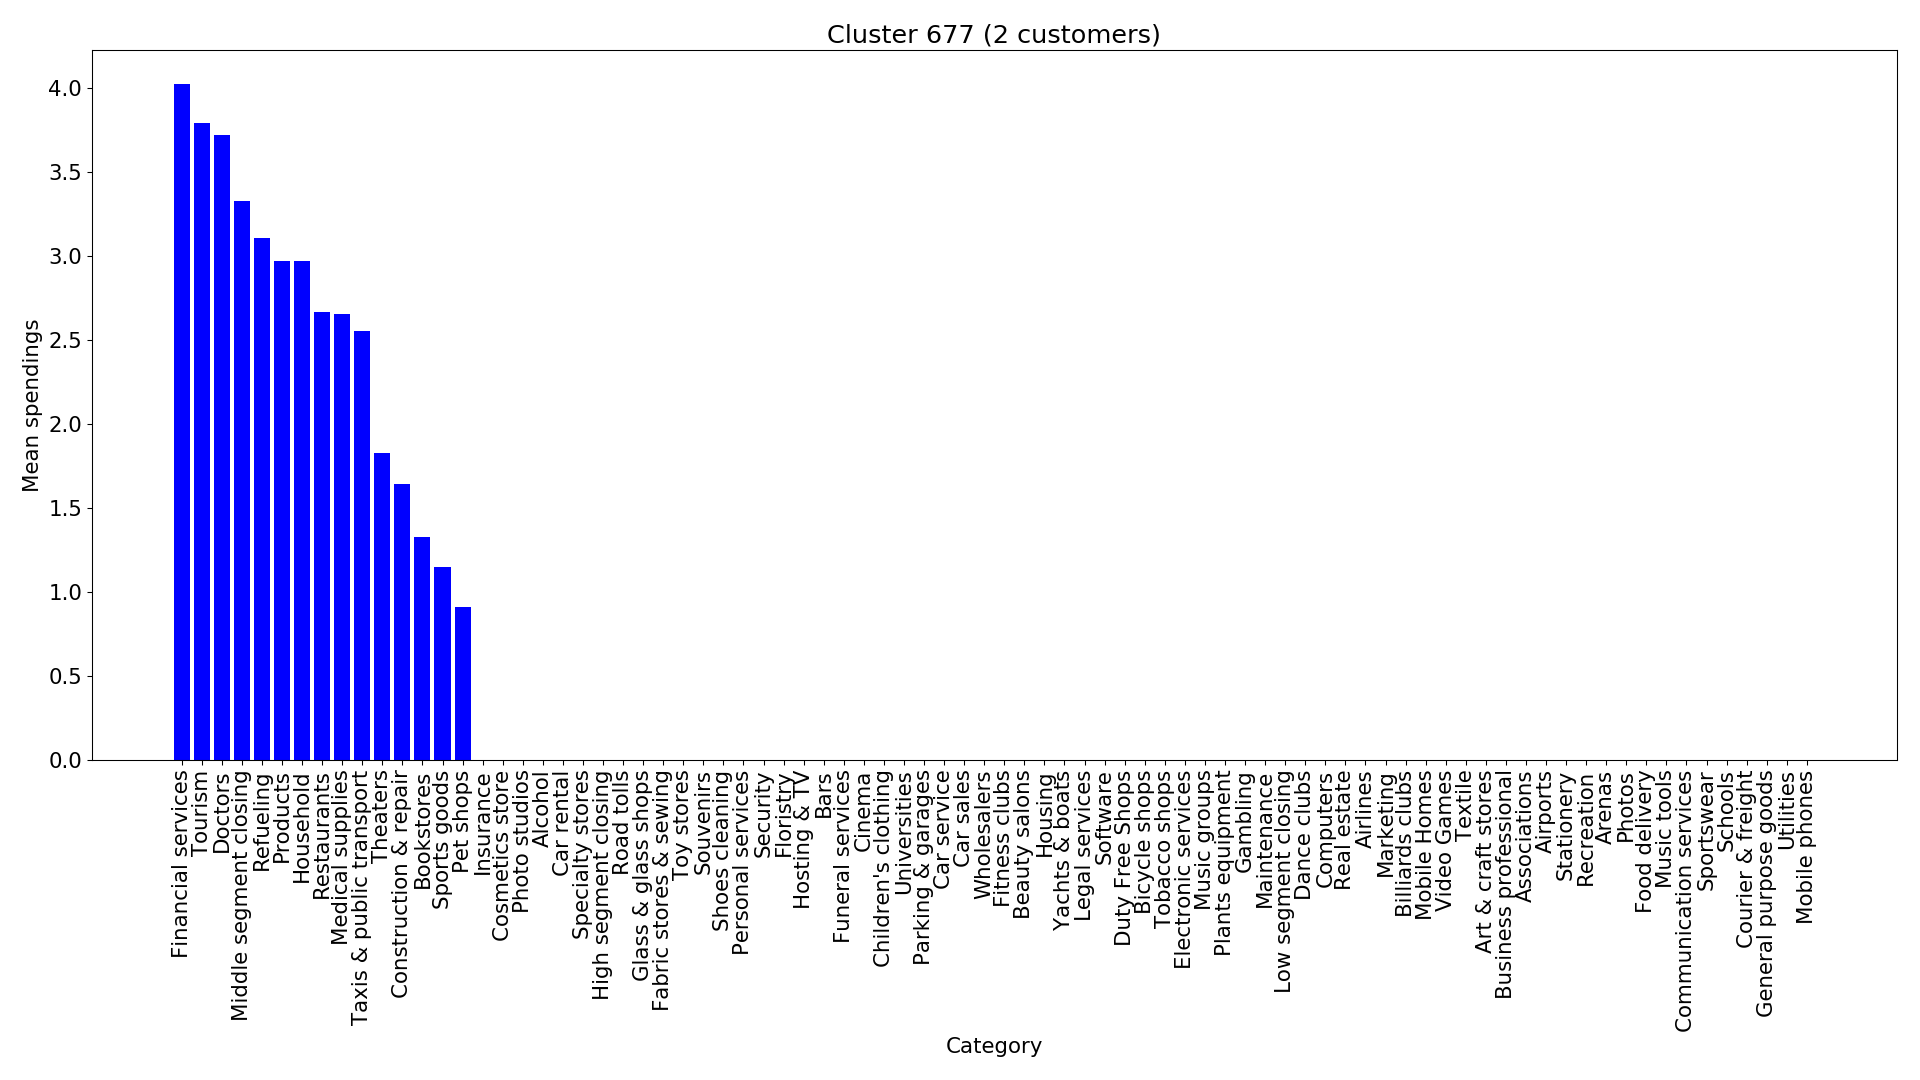 Cluster 677 (2 customers)
4.0
3.5
3.0
2.5
2.0
1.5
1.0
0.5
0.0
Mean spendings
Financial services
Tourism
Doctors
Middle segment closing
Refueling
Products
Household
Restaurants
Medical supplies
Taxis & public transport
Theaters
Construction & repair
Bookstores
Sports goods
Pet shops
Insurance
Cosmetics store
Photo studios
Alcohol
Car rental
Specialty stores
High segment closing
Road tolls
Glass & glass shops
Fabric stores & sewing
Toy stores
Souvenirs
Shoes cleaning
Personal services
Security
Floristry
Hosting & TV
Bars
Funeral services
Cinema
Children's clothing
Universities
Parking & garages
Car service
Car sales
Wholesalers
Fitness clubs
Beauty salons
Housing
Yachts & boats
Legal services
Software
Duty Free Shops
Bicycle shops
Tobacco shops
Electronic services
Music groups
Plants equipment
Gambling
Maintenance
Low segment closing
Dance clubs
Computers
Real estate
Airlines
Marketing
Billiards clubs
Mobile Homes
Video Games
Textile
Art & craft stores
Business professional
Associations
Airports
Stationery
Recreation
Arenas
Photos
Food delivery
Music tools
Communication services
Sportswear
Schools
Courier & freight
General purpose goods
Utilities
Mobile phones
Category